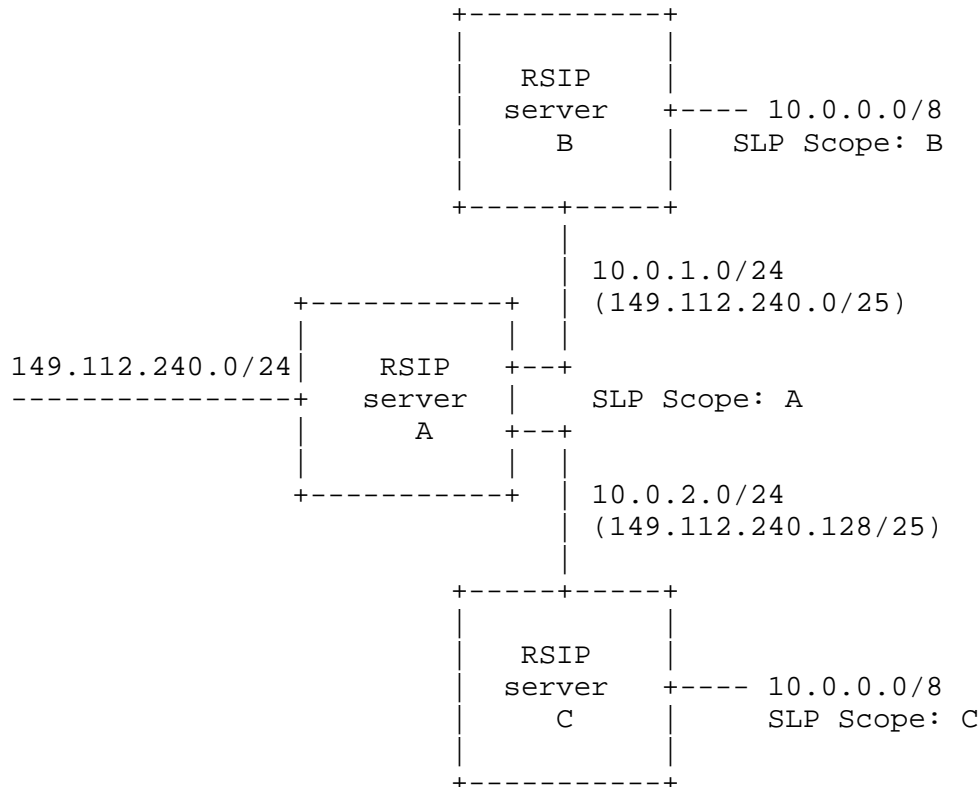 RSIP
server
B
10.0.0.0/8
SLP Scope: B
10.0.1.0/24
(149.112.240.0/25)
149.112.240.0/24
RSIP
server
A
SLP Scope: A
10.0.2.0/24
(149.112.240.128/25)
RSIP
server
C
10.0.0.0/8
SLP Scope: C